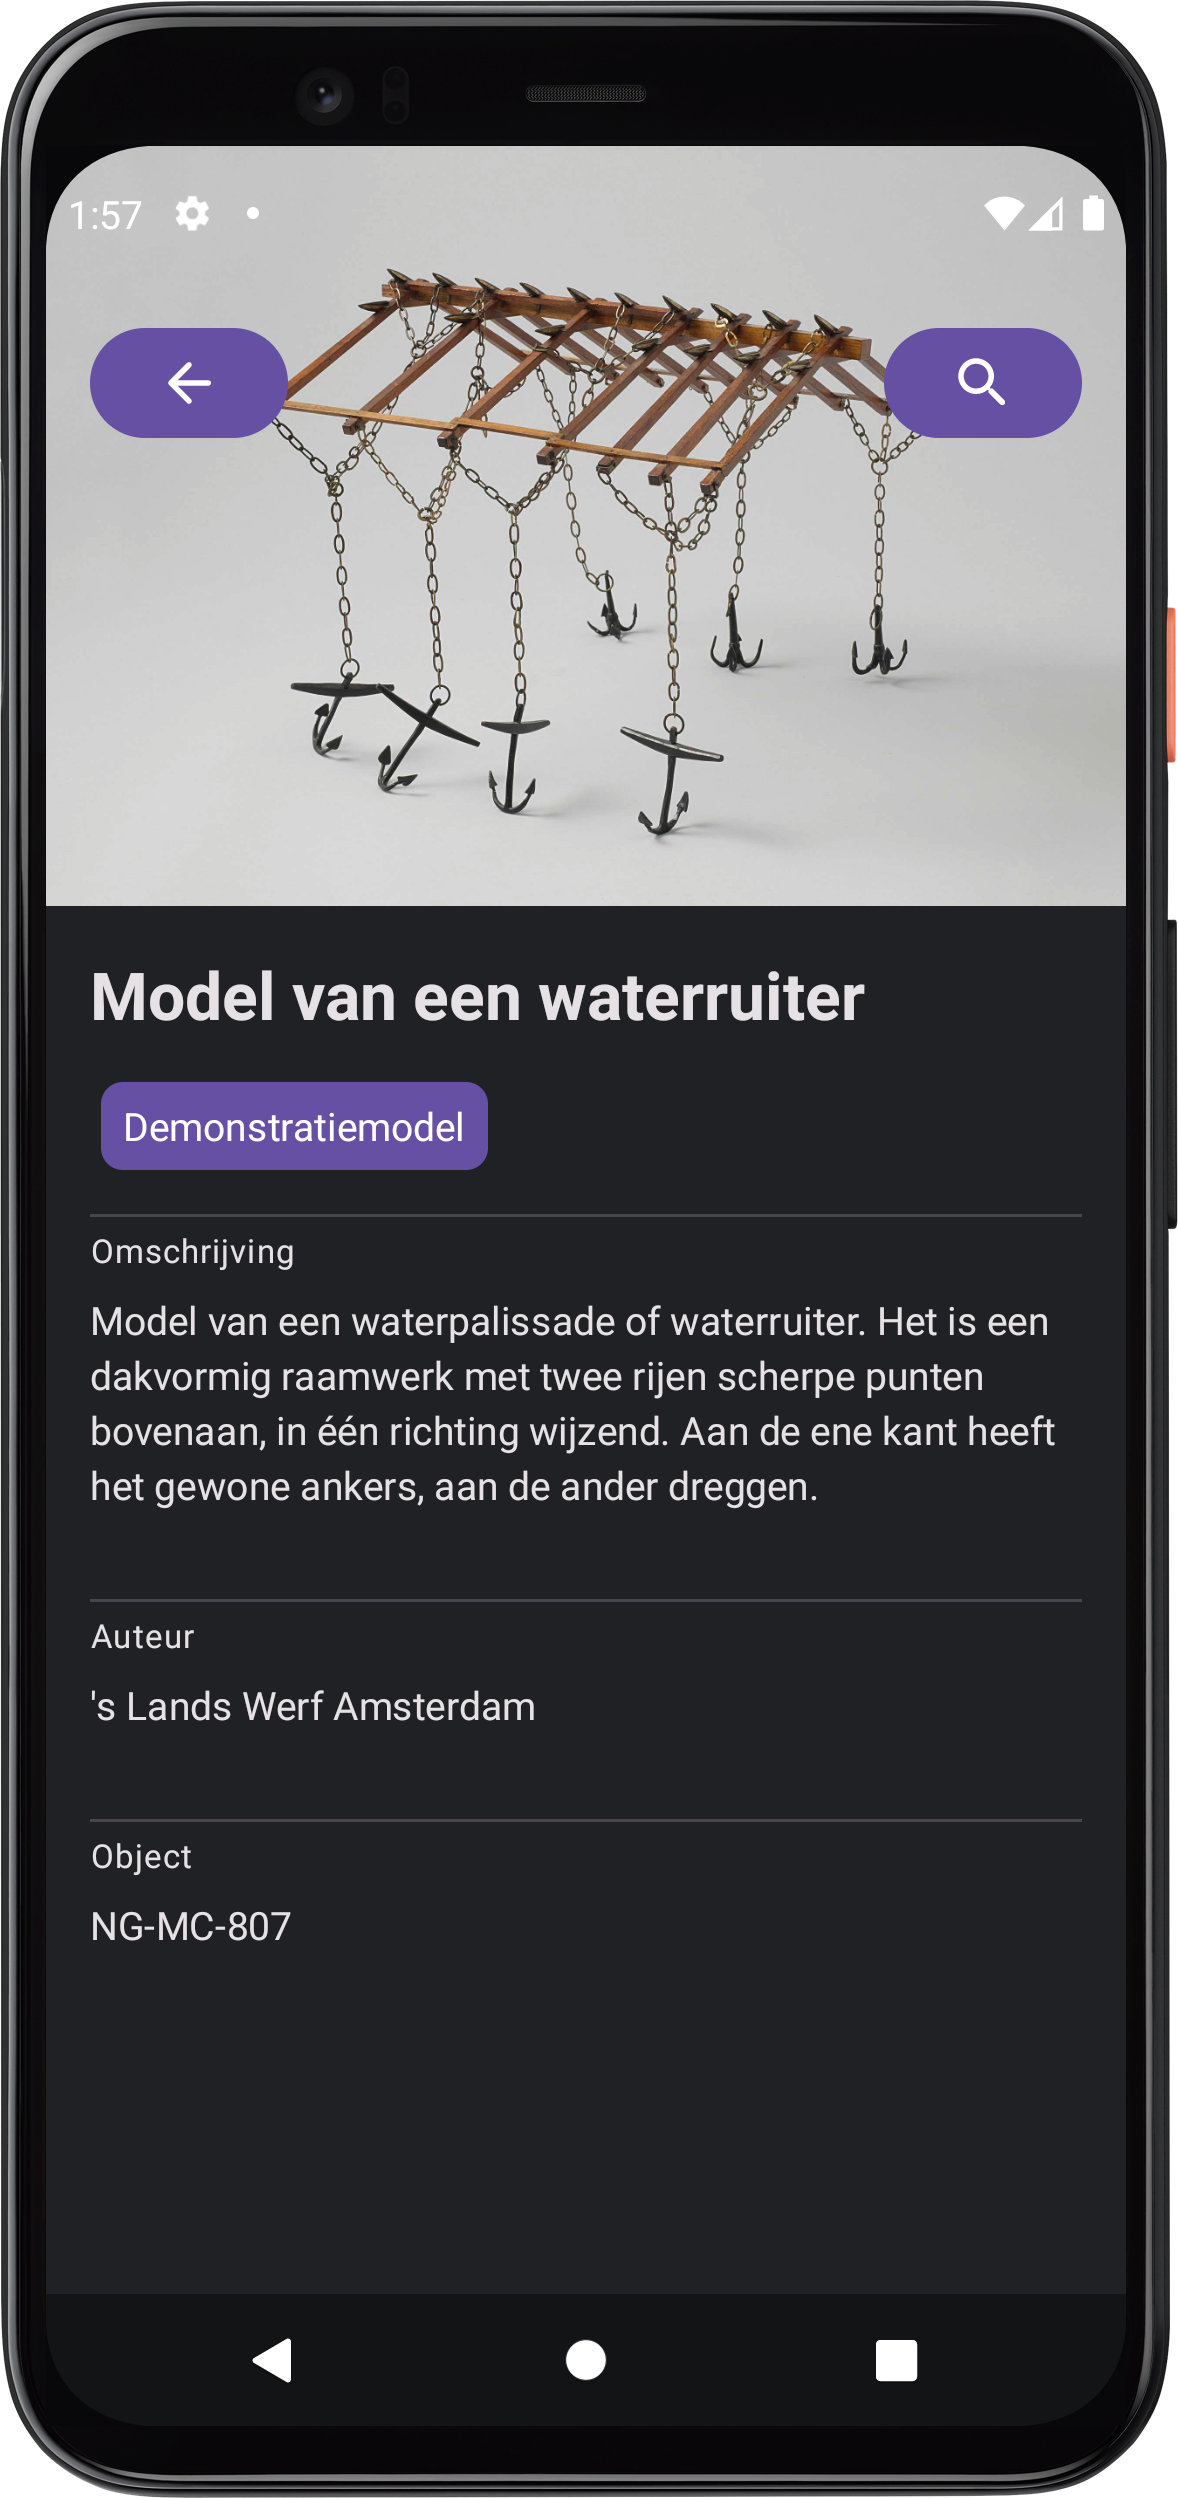 1:57
Model van een waterruiter
Demonstratiemodel
Omschrijving
Model van een waterpalissade of waterruiter. Het is een
dakvormig raamwerk met twee rijen scherpe punten
bovenaan, in één richting wijzend. Aan de ene kant heeft
het gewone ankers, aan de ander dreggen.
Auteur
's Lands Werf Amsterdam
Object
NG-MC-807